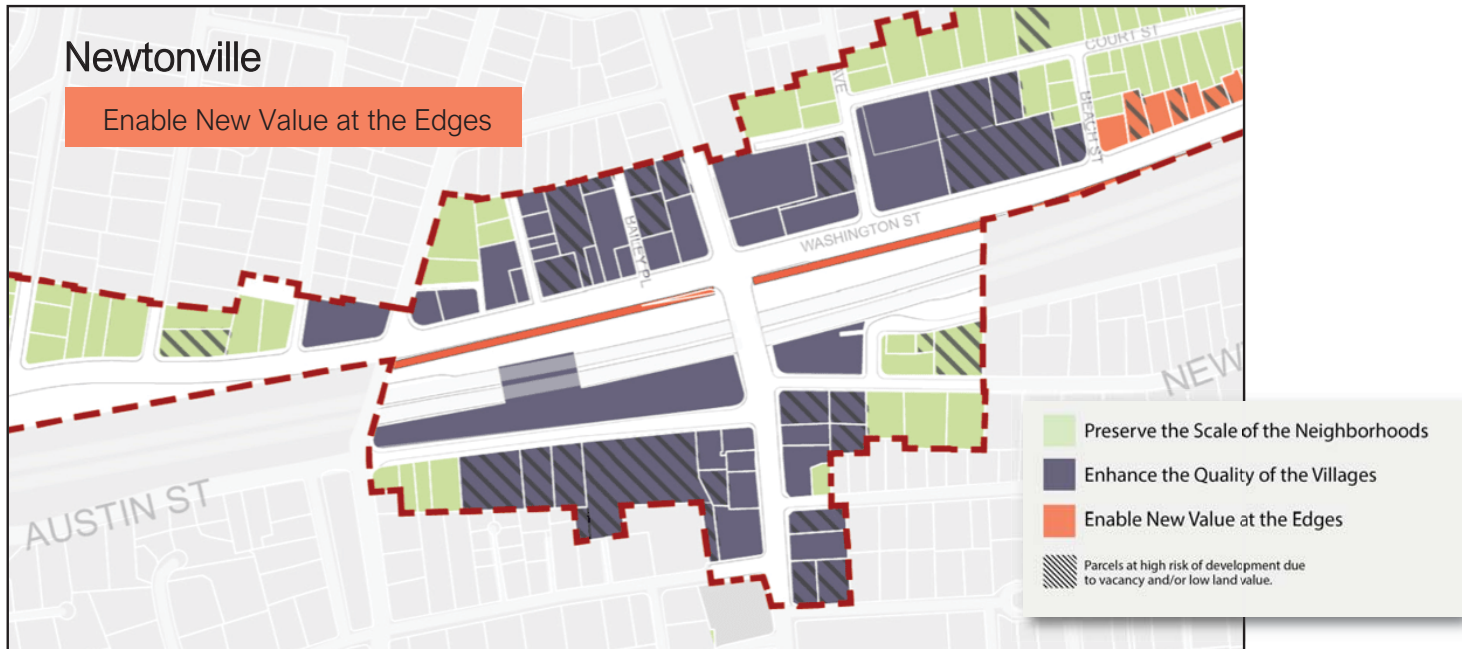 Newtonville
Enable New Value at the Edges
COURT ST
AVE
BEACH ST
BAILEY PL
WASHINGTON ST
NEW
AUSTIN ST
Preserve the Scale of the Neighborhoods
Enhance the Quality of the Villages
Enable New Value at the Edges
Parcels at high risk of development due
to vacancy and/or low land value.